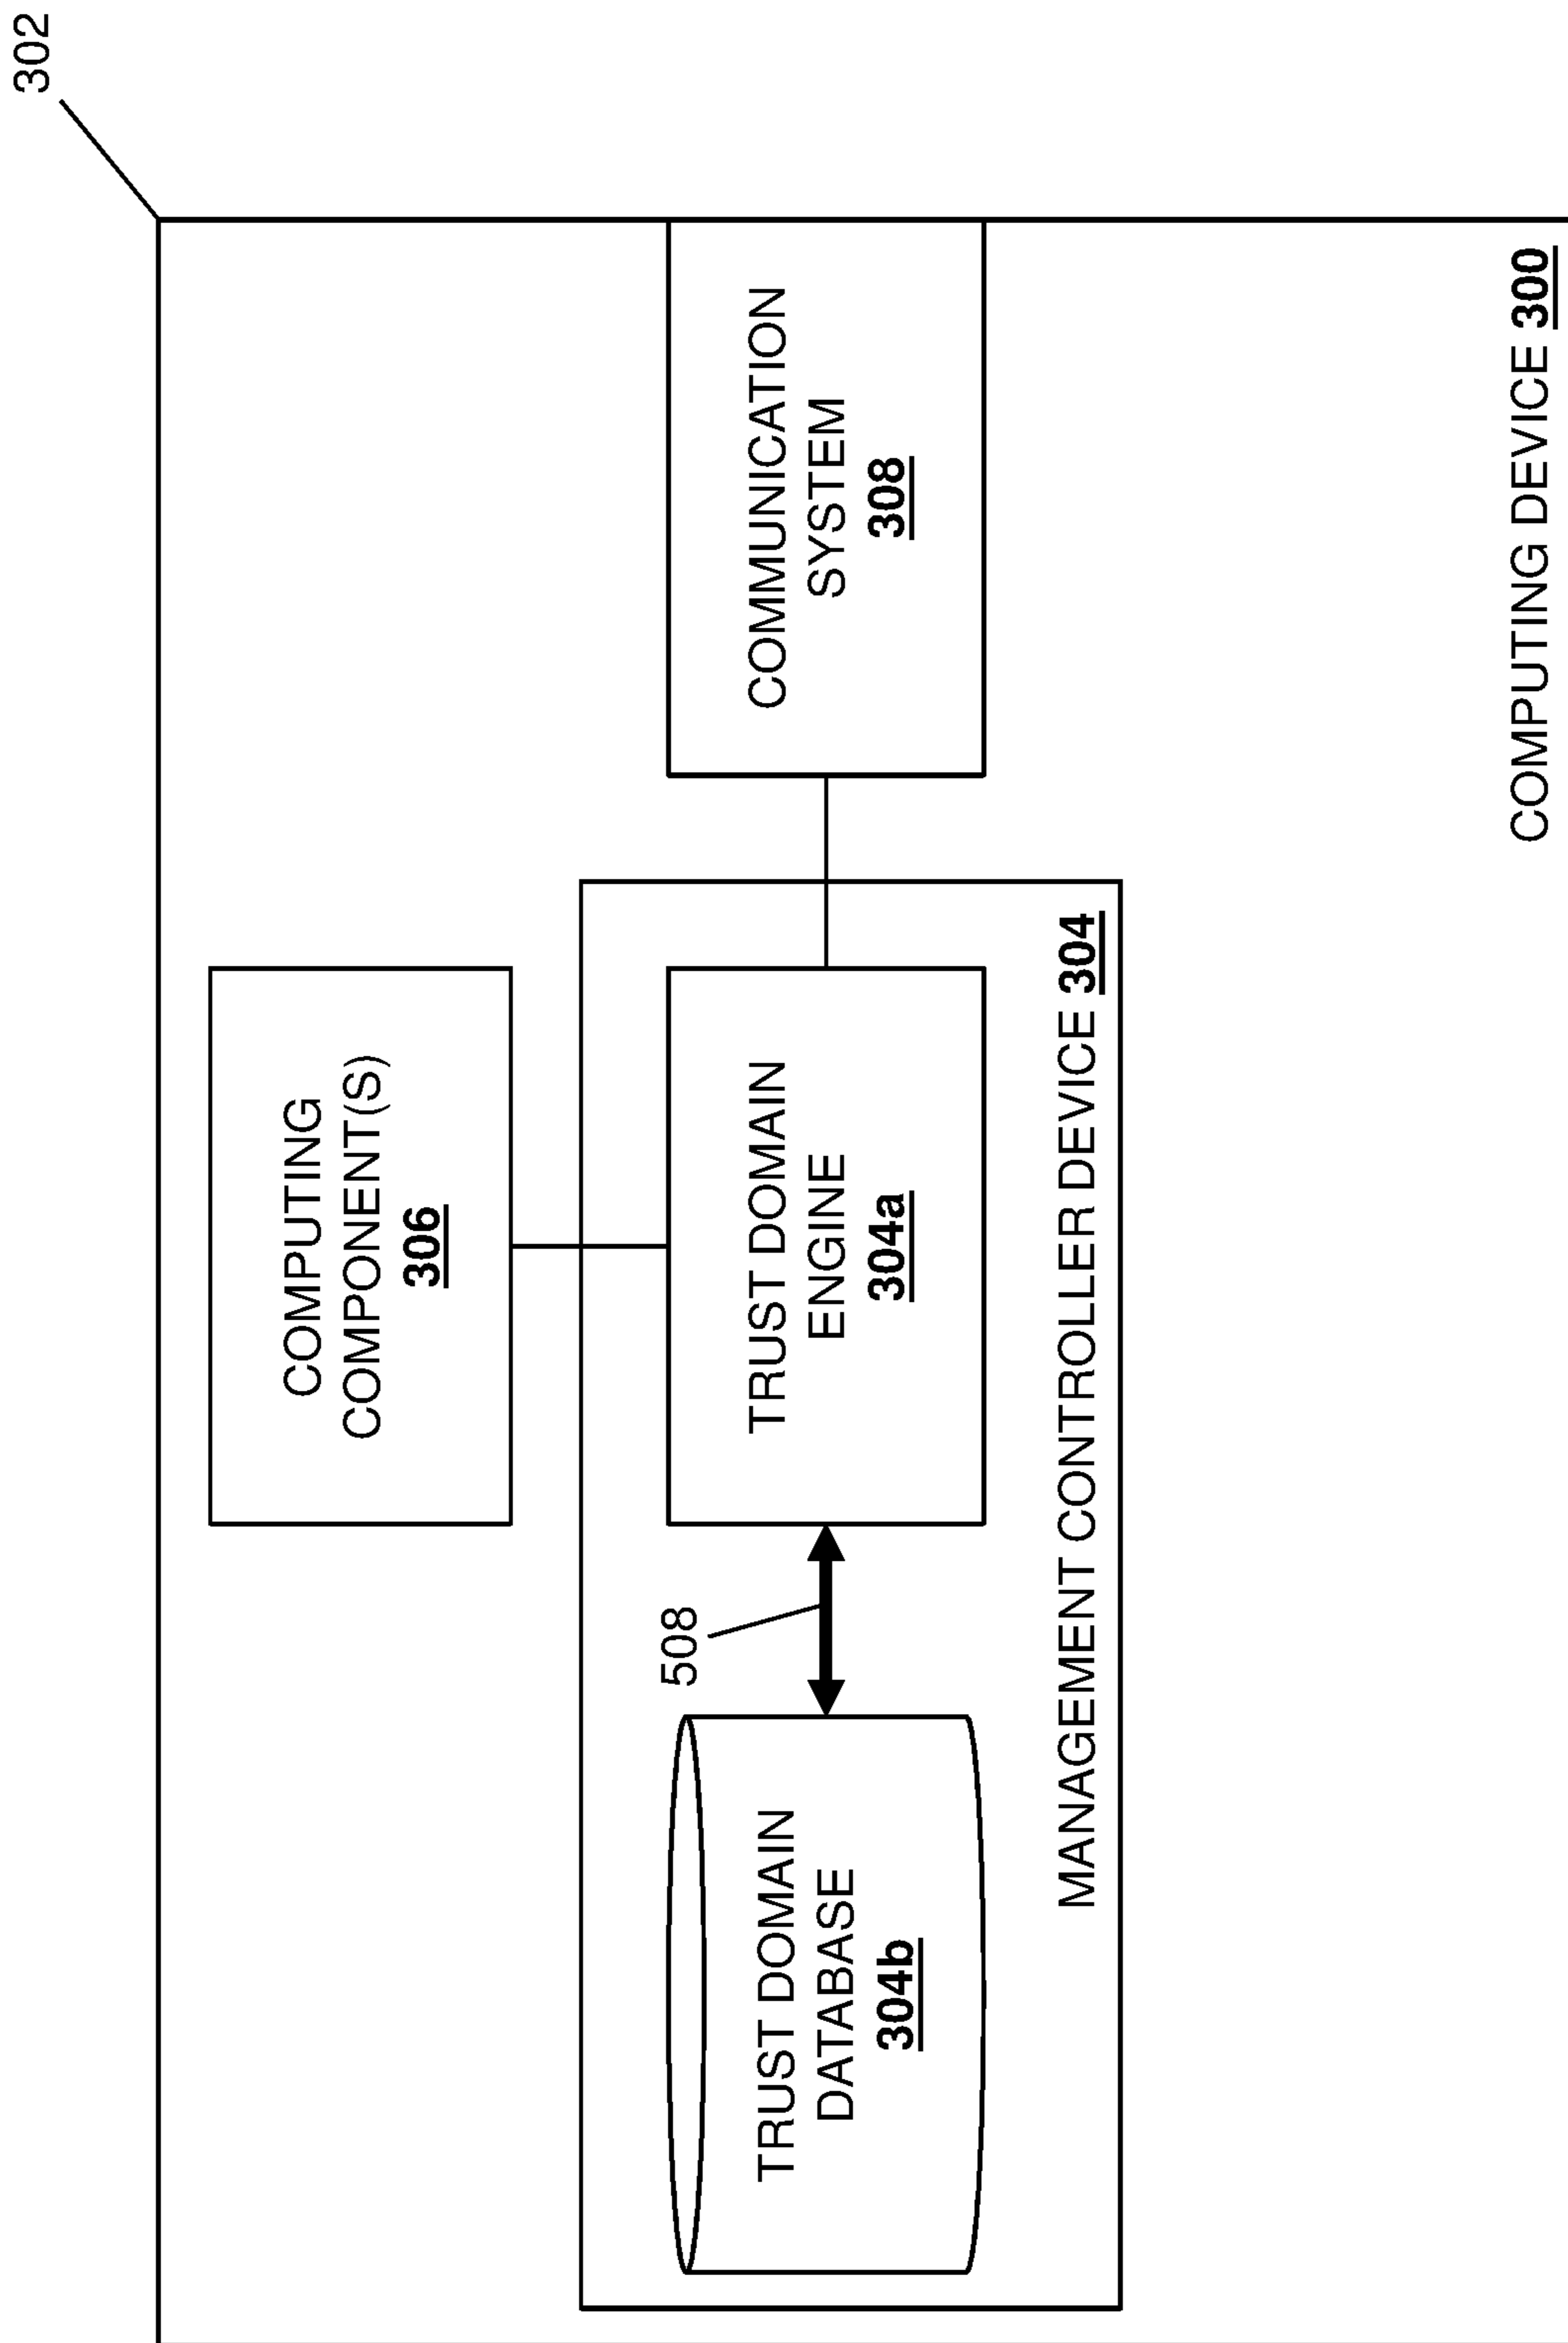 302
COMPUTING
COMPONENT(S)
306
508
TRUST DOMAIN
DATABASE
304b
TRUST DOMAIN
ENGINE
304a
COMMUNICATION
SYSTEM
308
MANAGEMENT CONTROLLER DEVICE 304
COMPUTING DEVICE 300